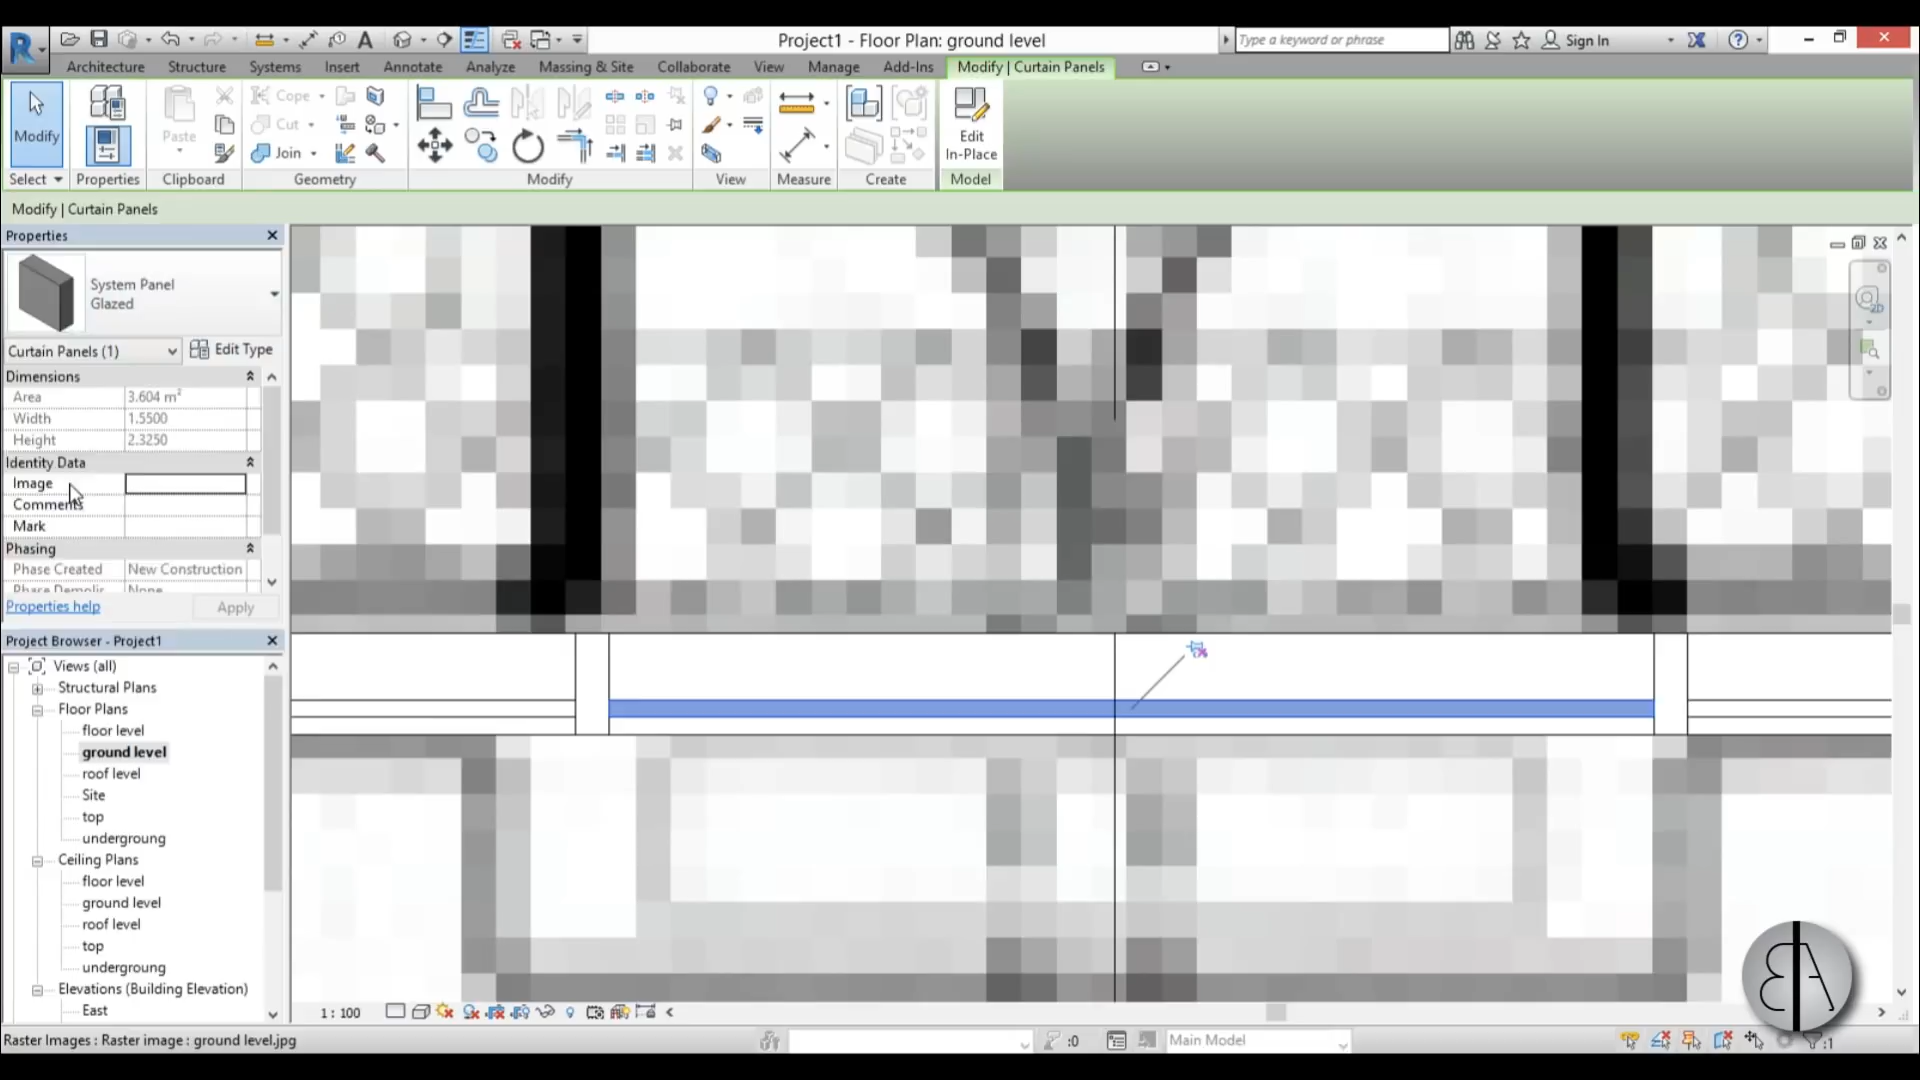 Project1 - Floor Plan: ground level
Type a keyword or phrase
Sign In
Architecture Structure Systems Insert Annotate Analyze Massing & Site Collaborate View Manage Add-Ins Modify | Curtain Panels
Modify
Paste
Cope
Cut
Join
Edit
In-Place
Select Properties Clipboard Geometry Modify View Measure Create Model
Modify | Curtain Panels
Properties
System Panel
Glazed
Curtain Panels (1)
Edit Type
Dimensions
Area 3.604 m²
Width 1.5500
Height 2.3250
Identity Data
Image
Comments
Mark
Phasing
Phase Created New Construction
Phase Demolis None
Properties help
Apply
Project Browser - Project1
Views (all)
Structural Plans
Floor Plans
floor level
ground level
roof level
Site
top
undergroung
Ceiling Plans
floor level
ground level
roof level
top
undergroung
Elevations (Building Elevation)
East
1 : 100
Raster Images : Raster image : ground level.jpg
:0
Main Model
:1
2D